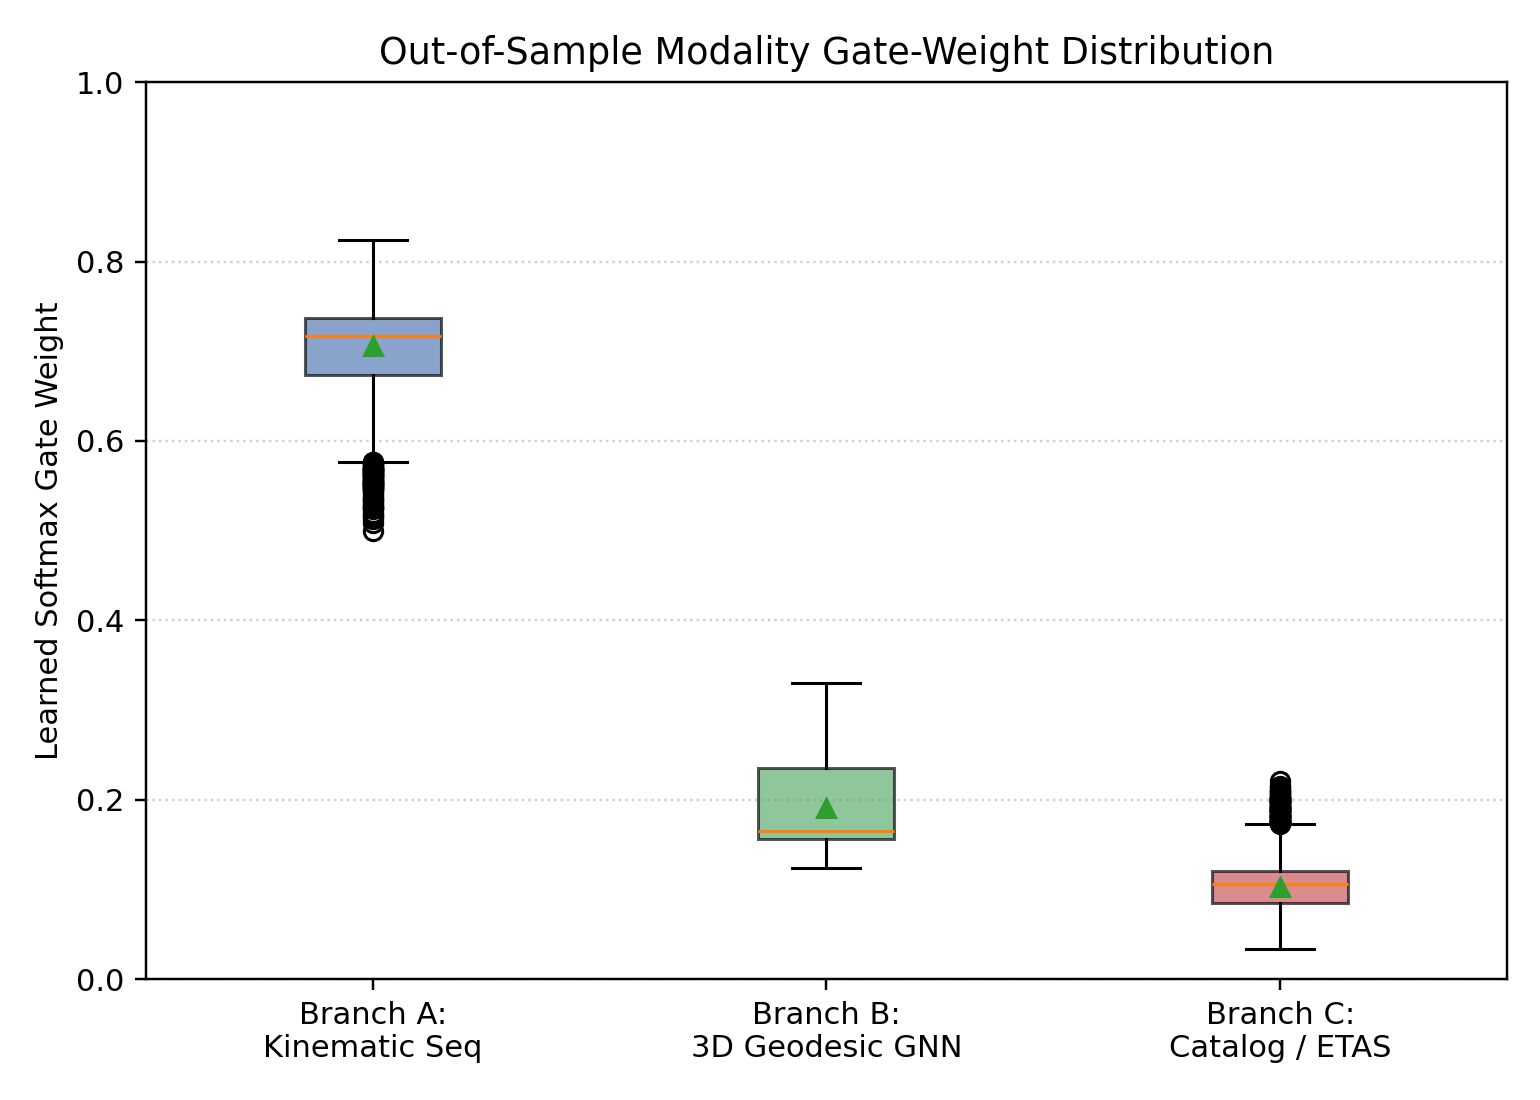 Out-of-Sample Modality Gate-Weight Distribution
Learned Softmax Gate Weight
1.0
0.8
0.6
0.4
0.2
0.0
Branch A:
Kinematic Seq
Branch B:
3D Geodesic GNN
Branch C:
Catalog / ETAS